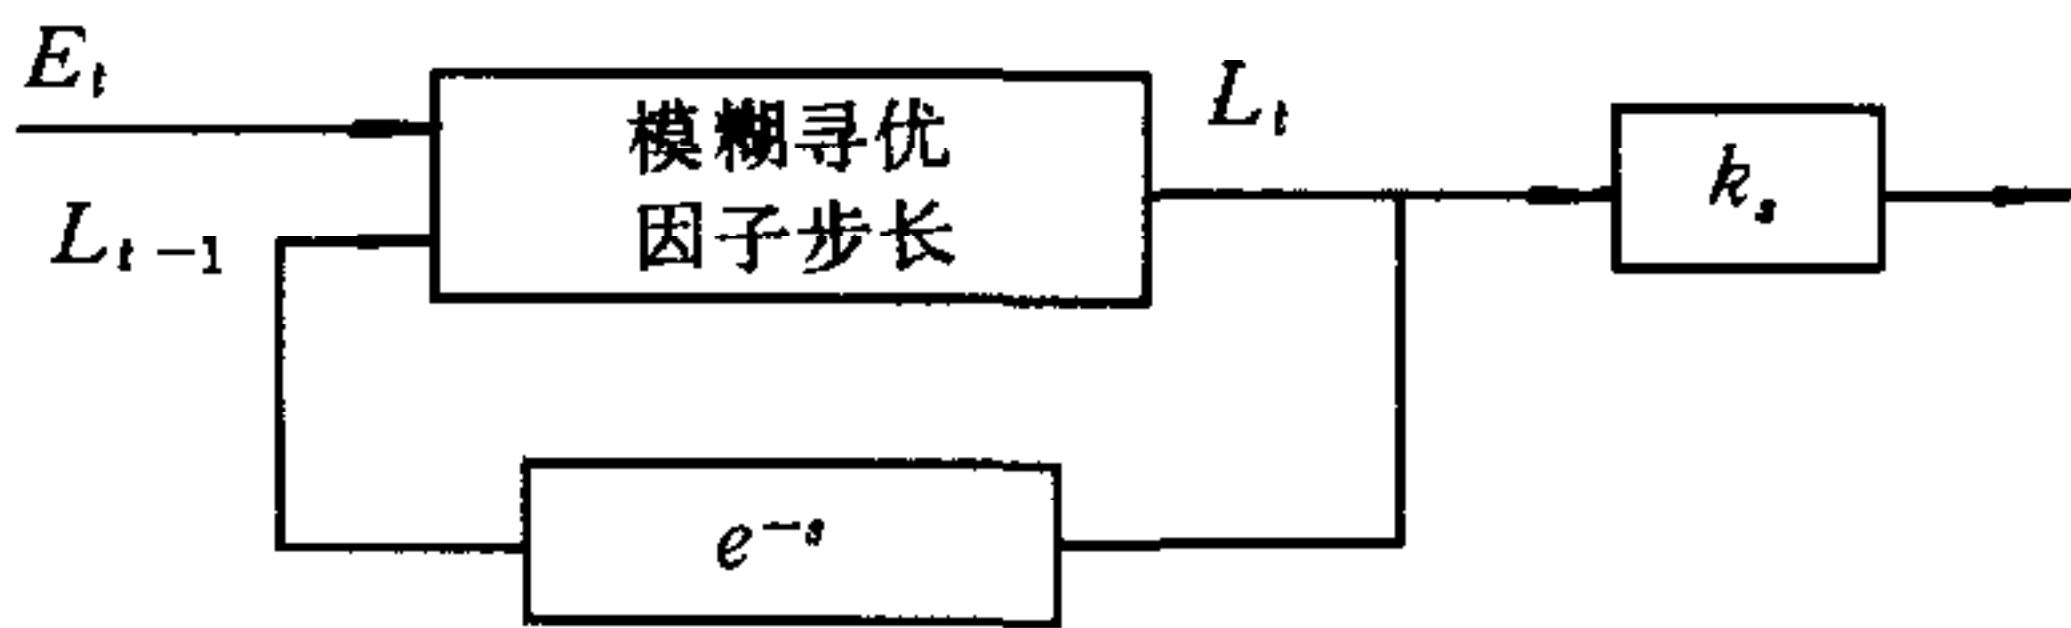 E_t
模糊寻优
因子步长
L_t
k_s
L_{t-1}
e^{-s}